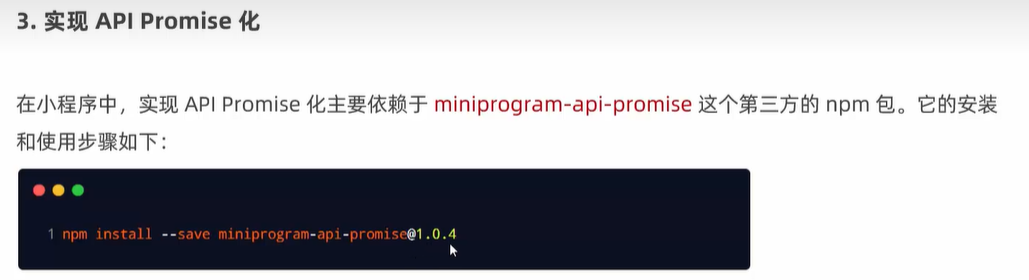 3. 实现 API Promise 化
在小程序中，实现 API Promise 化主要依赖于 miniprogram-api-promise 这个第三方的 npm 包。它的安装
和使用步骤如下：
1 npm install --save miniprogram-api-promise@1.0.4